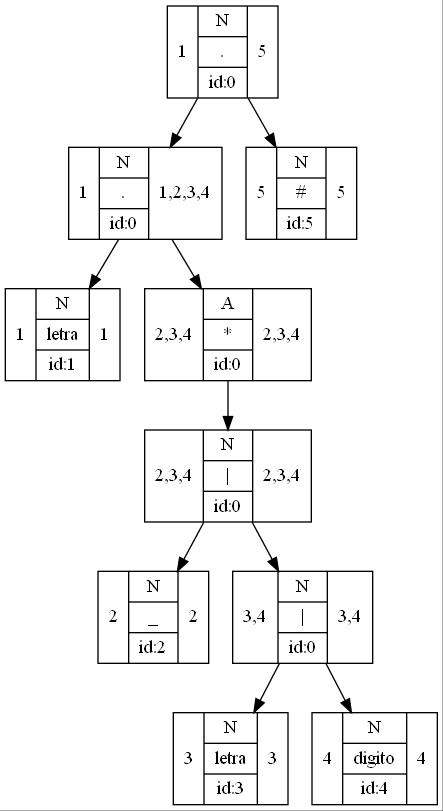 N
1 . 5
id:0
N N
1 . 1,2,3,4 5 # 5
id:0 id:5
N A
1 letra 1 2,3,4 * 2,3,4
id:1 id:0
N
2,3,4 | 2,3,4
id:0
N N
2 _ 2 3,4 | 3,4
id:2 id:0
N N
3 letra 3 4 digito 4
id:3 id:4